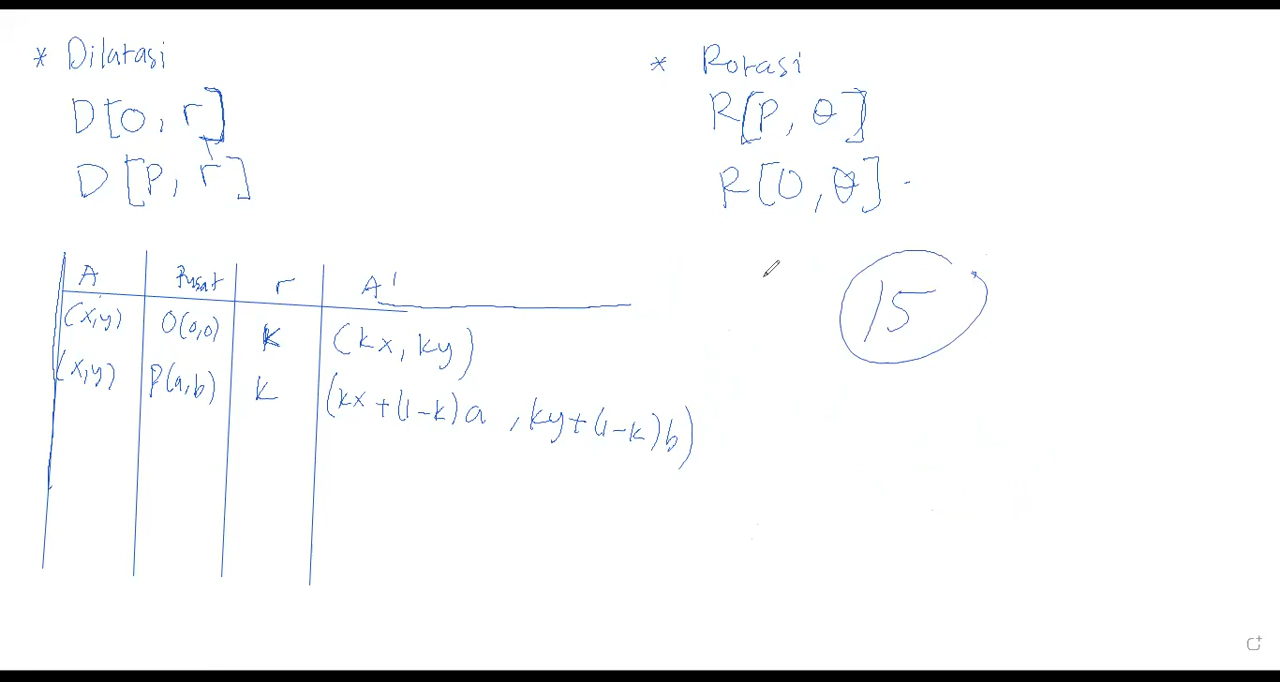 * Dilatasi
D[O, r]
D[P, r]
* Rotasi
R[P, θ]
R[O, θ]
A Pusat r A'
(x,y) O(0,0) k (kx, ky)
(x,y) P(a,b) k (kx+(1-k)a, ky+(1-k)b)
15